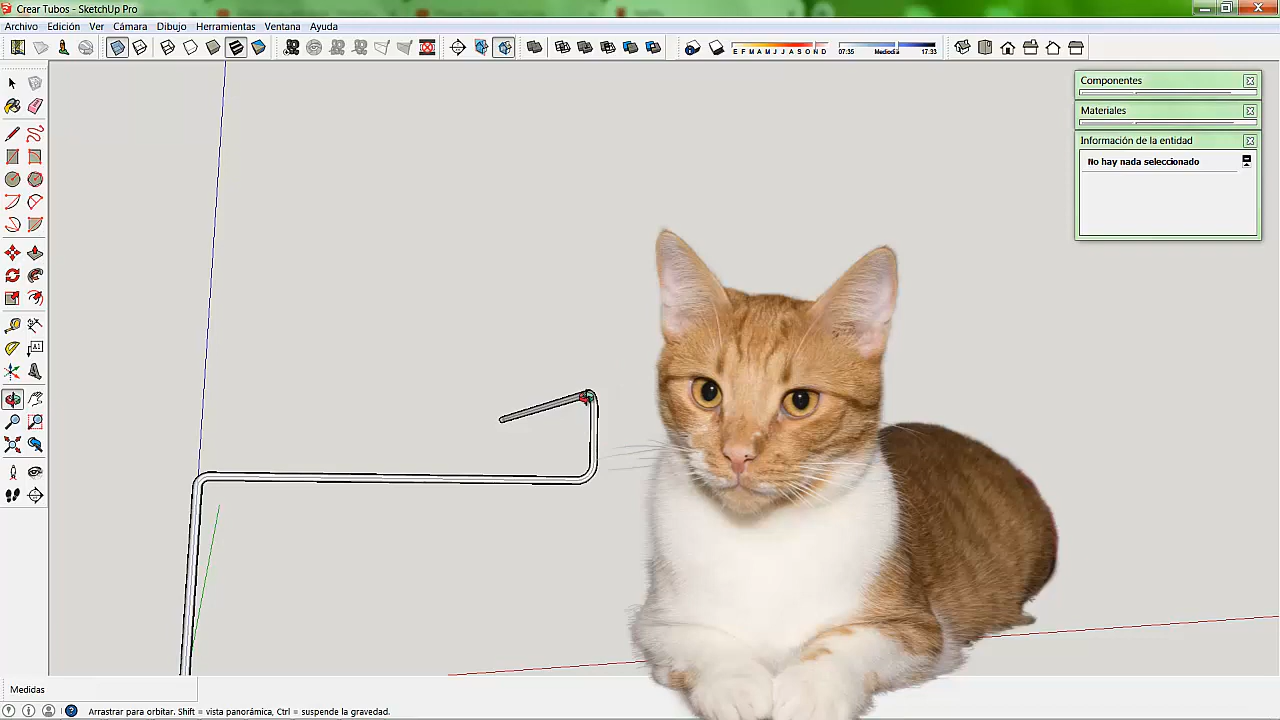 Crear Tubos - SketchUp Pro
Archivo Edición Ver Cámara Dibujo Herramientas Ventana Ayuda
E F M A M J J A S O N D 07:35 Mediodía 17:33
Componentes
Materiales
Información de la entidad
No hay nada seleccionado
A1
Medidas
Arrastrar para orbitar. Shift = vista panorámica, Ctrl = suspende la gravedad.